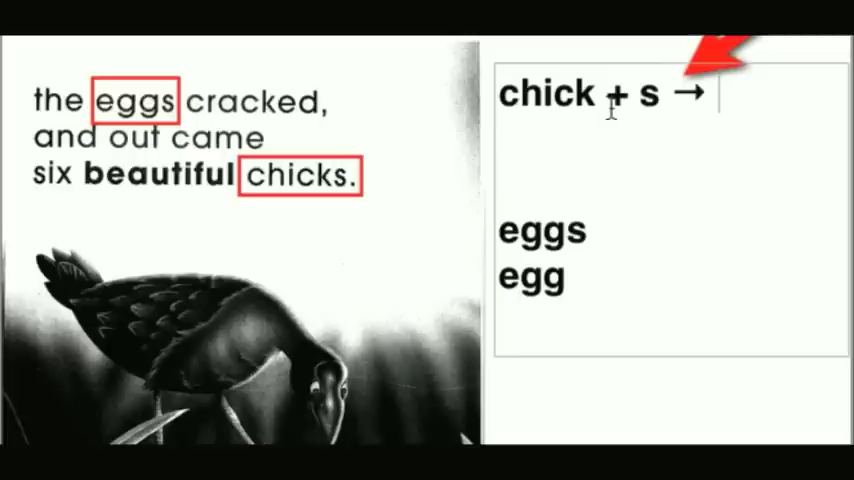 the eggs cracked,
and out came
six beautiful chicks.
chick + s →
eggs
egg